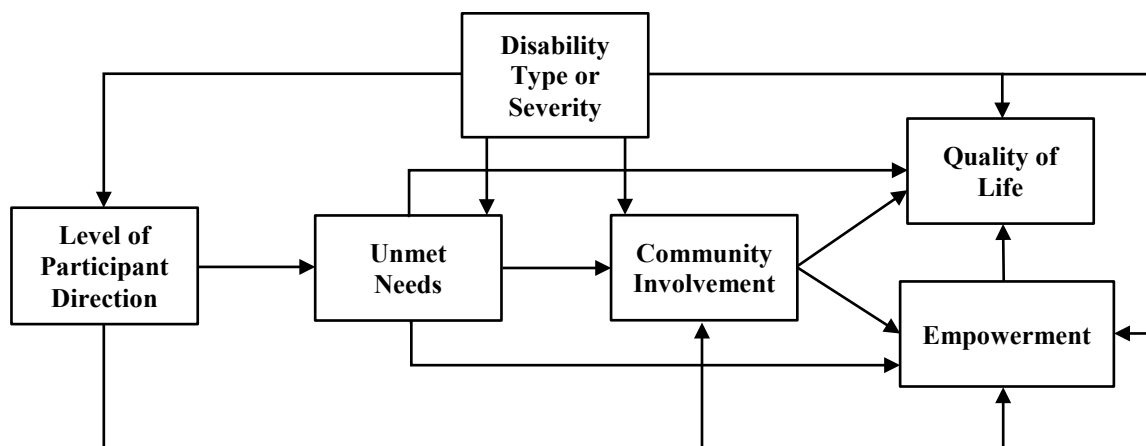 Disability
Type or
Severity
Quality of
Life
Level of
Participant
Direction
Unmet
Needs
Community
Involvement
Empowerment